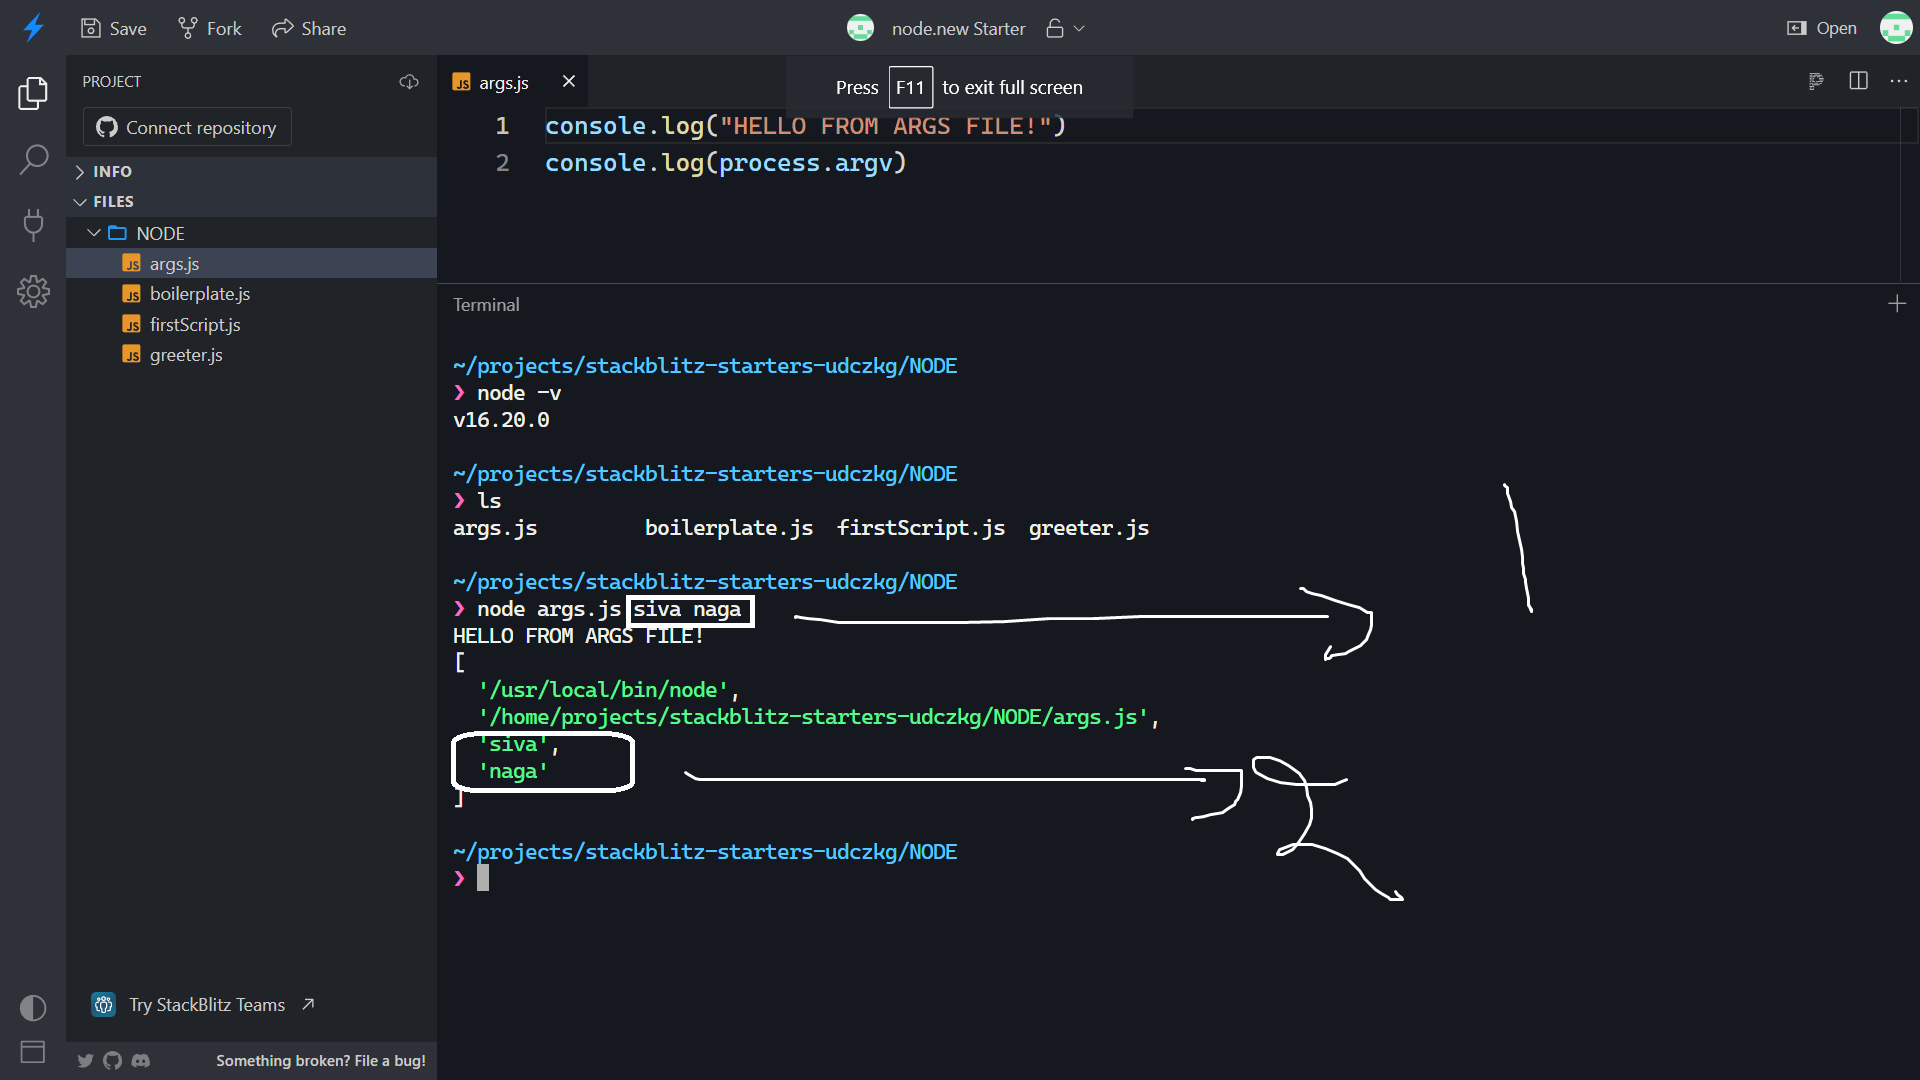 Save Fork Share node.new Starter Open
PROJECT
Connect repository
INFO
FILES
NODE
JS args.js
JS boilerplate.js
JS firstScript.js
JS greeter.js
Try StackBlitz Teams
Something broken? File a bug!
JS args.js
Press F11 to exit full screen
1 console.log("HELLO FROM ARGS FILE!")
2 console.log(process.argv)
Terminal
~/projects/stackblitz-starters-udczkg/NODE
❯ node -v
v16.20.0
~/projects/stackblitz-starters-udczkg/NODE
❯ ls
args.js boilerplate.js firstScript.js greeter.js
~/projects/stackblitz-starters-udczkg/NODE
❯ node args.js siva naga
HELLO FROM ARGS FILE!
[
'/usr/local/bin/node',
'/home/projects/stackblitz-starters-udczkg/NODE/args.js',
'siva',
'naga'
]
~/projects/stackblitz-starters-udczkg/NODE
❯